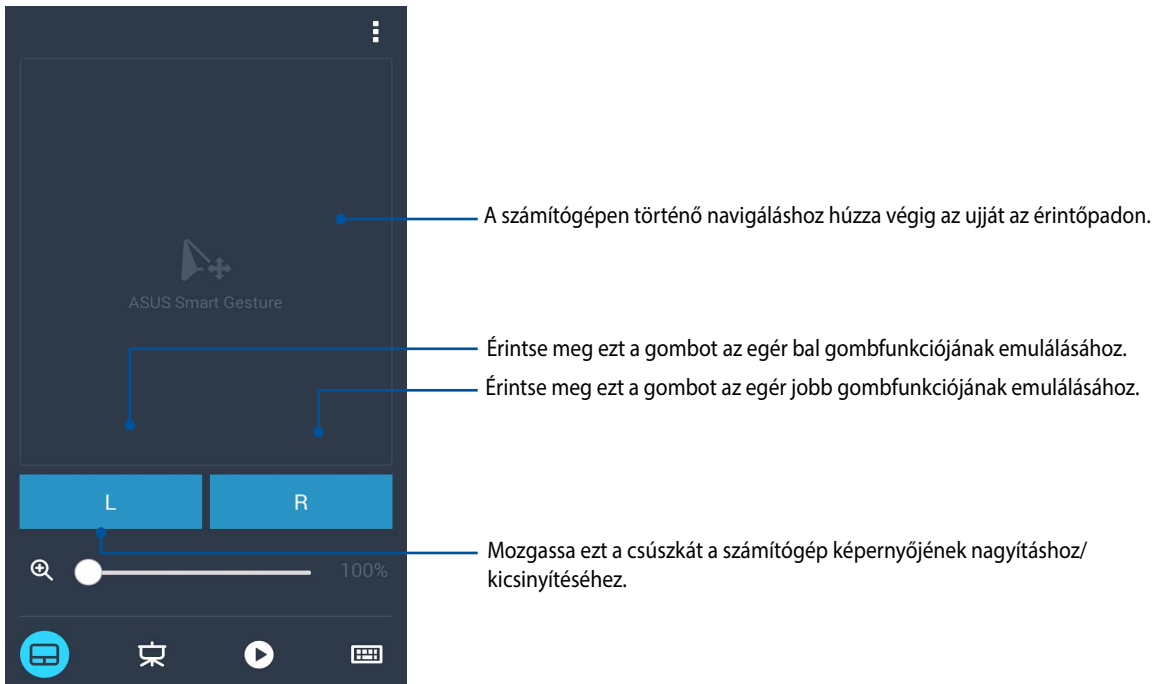 A számítógépen történő navigáláshoz húzza végig az ujját az érintőpadon.
ASUS Smart Gesture
Érintse meg ezt a gombot az egér bal gombfunkciójának emulálásához.
Érintse meg ezt a gombot az egér jobb gombfunkciójának emulálásához.
L R
Mozgassa ezt a csúszkát a számítógép képernyőjének nagyításhoz/
kicsinyítéséhez.
100%